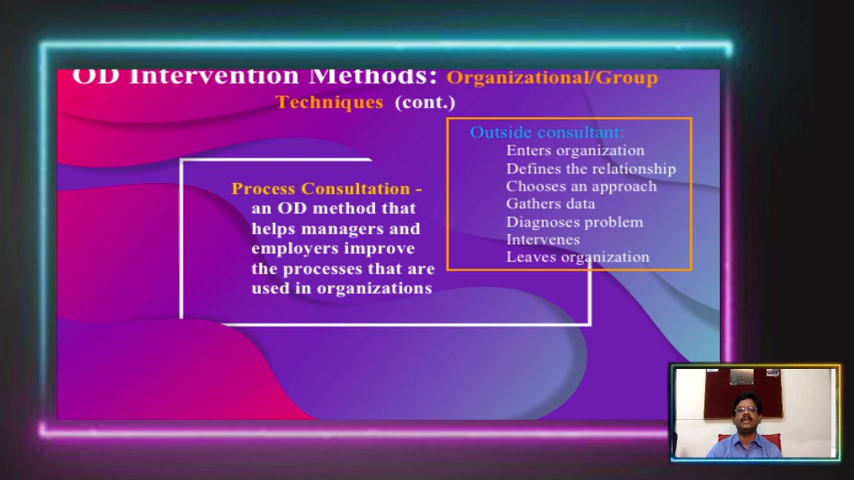 OD Intervention Methods: Organizational/Group
Techniques (cont.)
Process Consultation -
an OD method that
helps managers and
employers improve
the processes that are
used in organizations
Outside consultant:
Enters organization
Defines the relationship
Chooses an approach
Gathers data
Diagnoses problem
Intervenes
Leaves organization